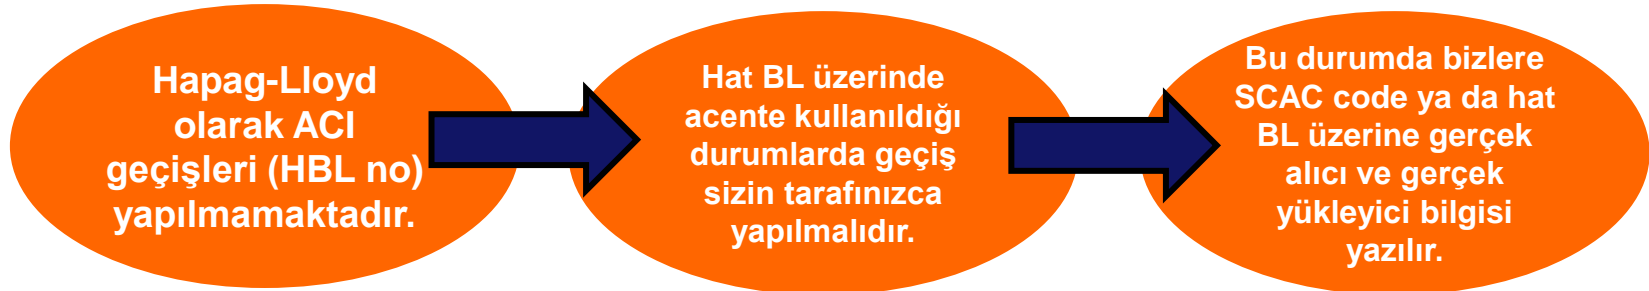 Hapag-Lloyd
olarak ACI
geçişleri (HBL no)
yapılmamaktadır.
Hat BL üzerinde
acente kullanıldığı
durumlarda geçiş
sizin tarafınızca
yapılmalıdır.
Bu durumda bizlere
SCAC code ya da hat
BL üzerine gerçek
alıcı ve gerçek
yükleyici bilgisi
yazılır.